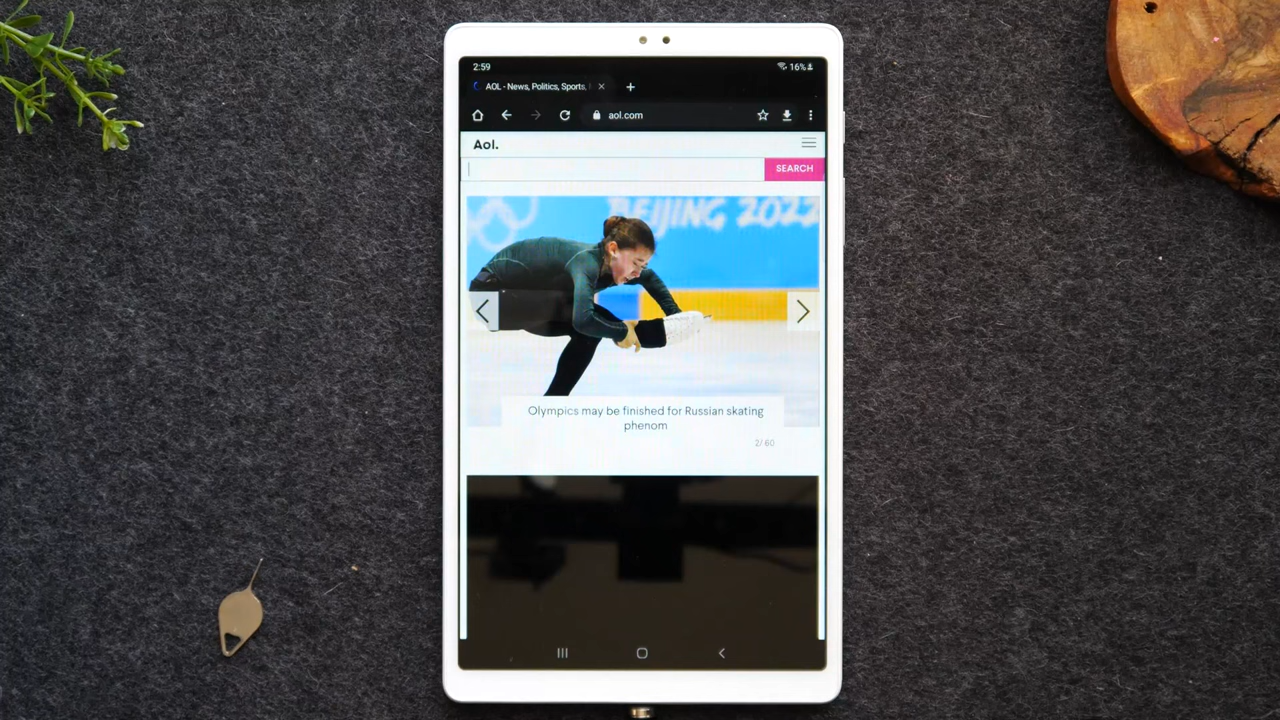 2:59
16%
AOL - News, Politics, Sports,
aol.com
Aol.
SEARCH
BEIJING 2022
Olympics may be finished for Russian skating
phenom
2/60